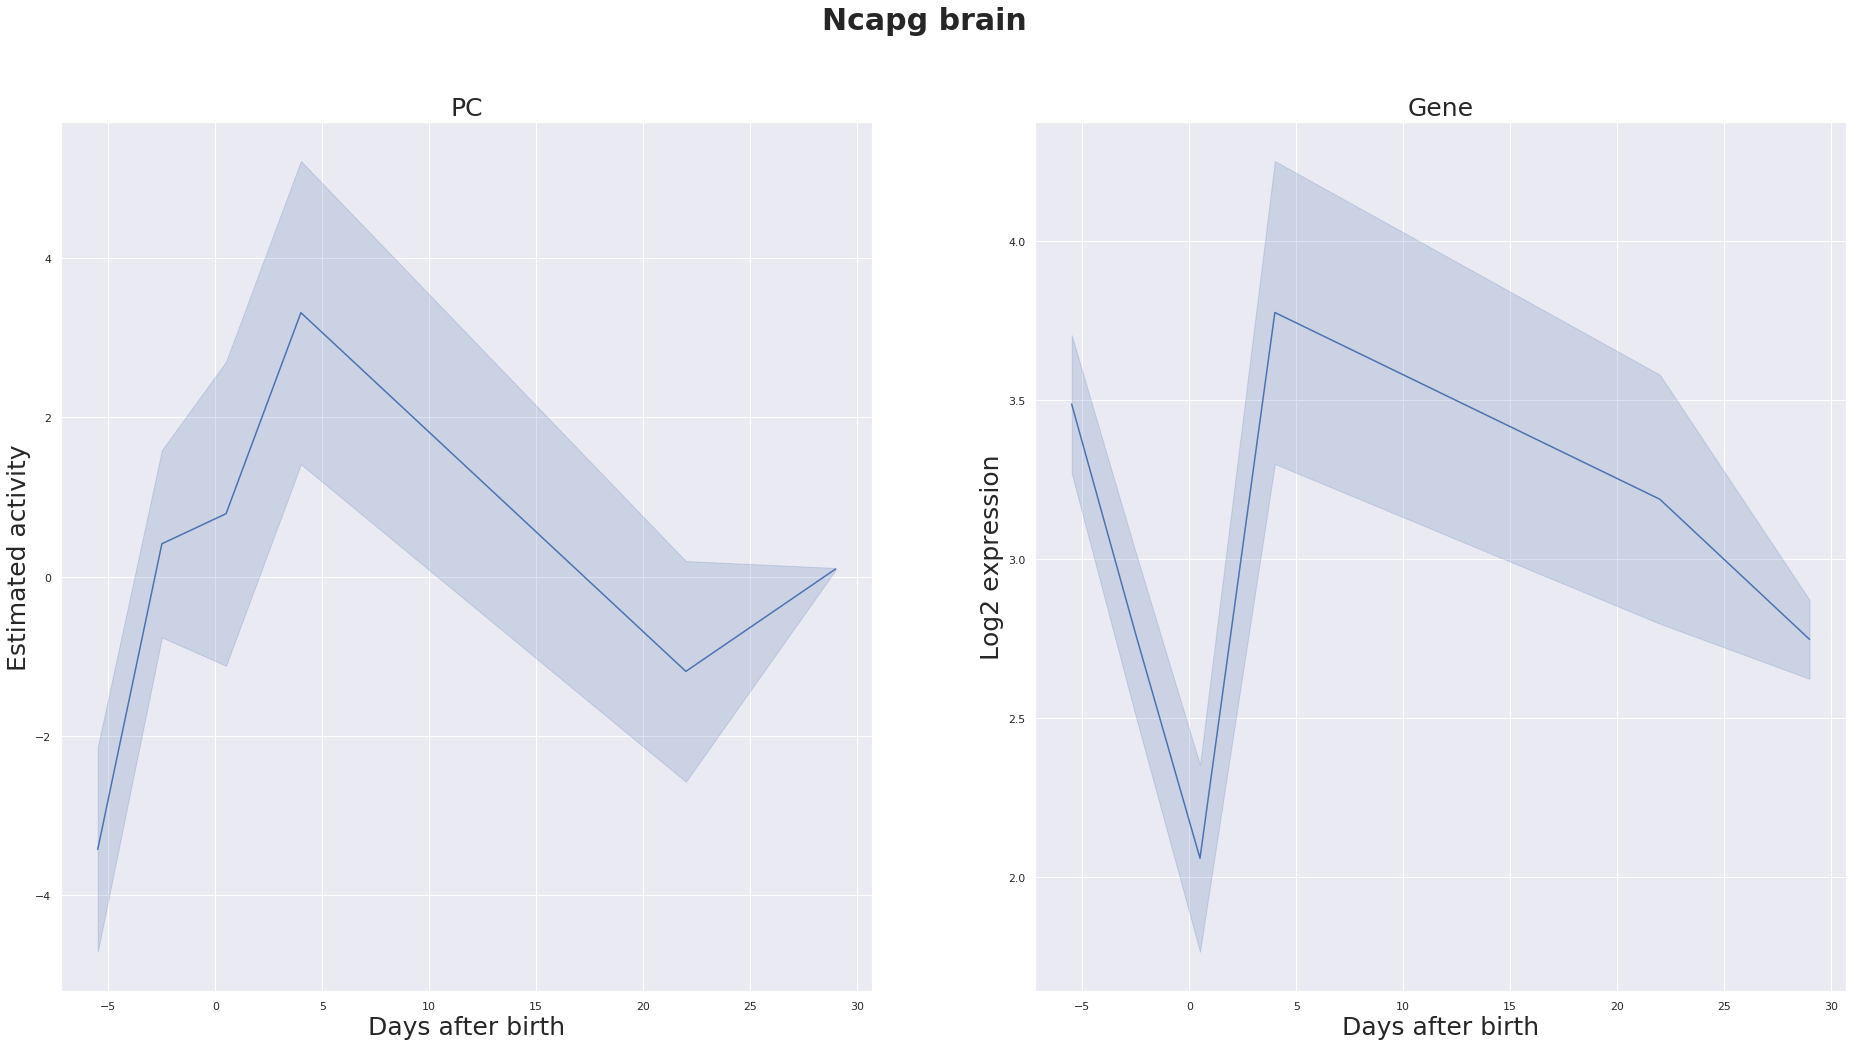 Ncapg brain
PC
Estimated activity
4
2
0
−2
−4
−5 0 5 10 15 20 25 30
Days after birth
Gene
Log2 expression
4.0
3.5
3.0
2.5
2.0
−5 0 5 10 15 20 25 30
Days after birth